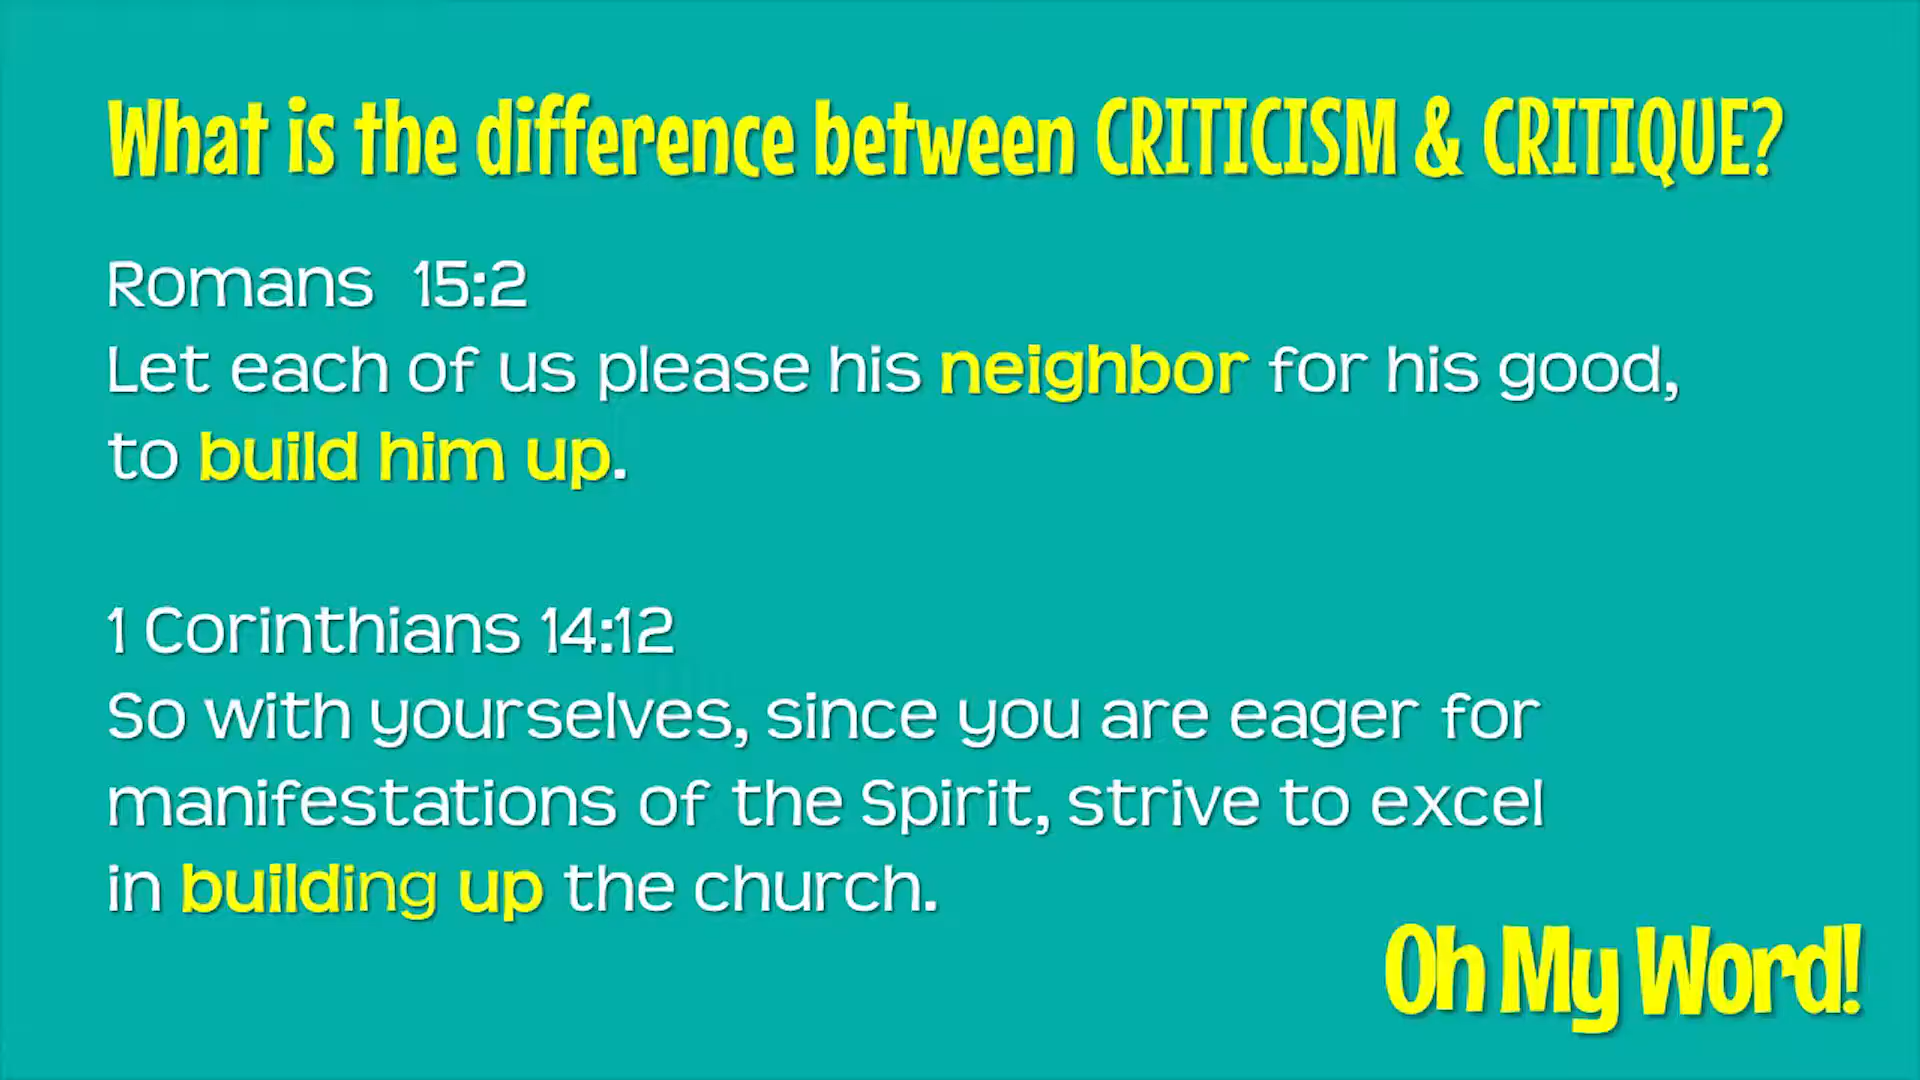 What is the difference between CRITICISM & CRITIQUE?
Romans 15:2
Let each of us please his neighbor for his good,
to build him up.
1 Corinthians 14:12
So with yourselves, since you are eager for
manifestations of the Spirit, strive to excel
in building up the church.
Oh My Word!